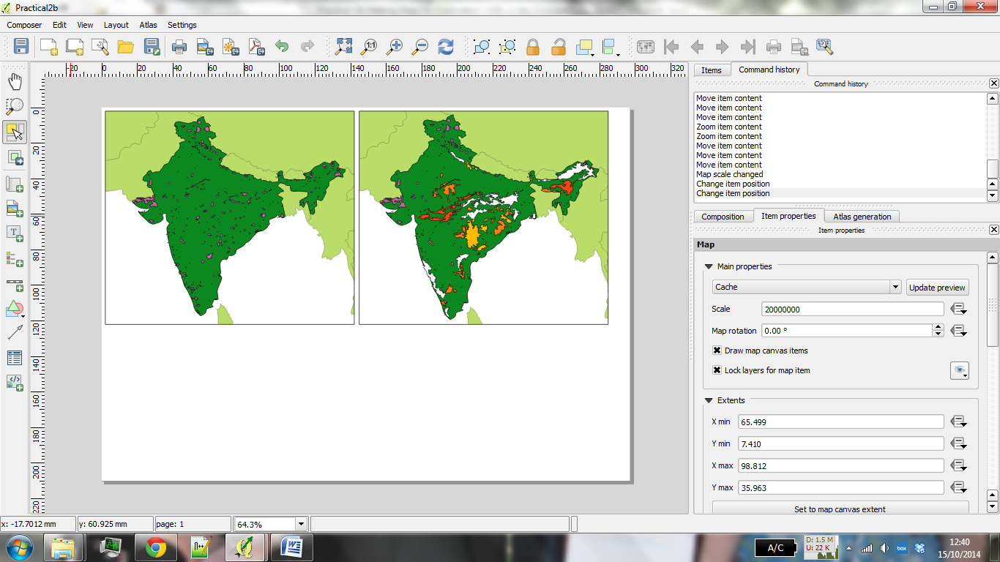 Practical2b
Composer Edit View Layout Atlas Settings
1:1
-20 0 20 40 60 80 100 120 140 160 180 200 220 240 260 280 300 320
0
20
40
60
80
100
120
140
160
180
200
220
T
Items Command history
Command history
Move item content
Move item content
Move item content
Zoom item content
Zoom item content
Move item content
Move item content
Move item content
Map scale changed
Change item position
Change item position
Composition Item properties Atlas generation
Item properties
Map
Main properties
Cache Update preview
Scale 20000000
Map rotation 0.00 °
Draw map canvas items
Lock layers for map item
Extents
X min 65.499
Y min 7.410
X max 98.812
Y max 35.963
Set to map canvas extent
x: -17.7012 mm y: 60.925 mm page: 1 64.3%
A/C
D: 1.5 M
U: 22 K
box
12:40
15/10/2014